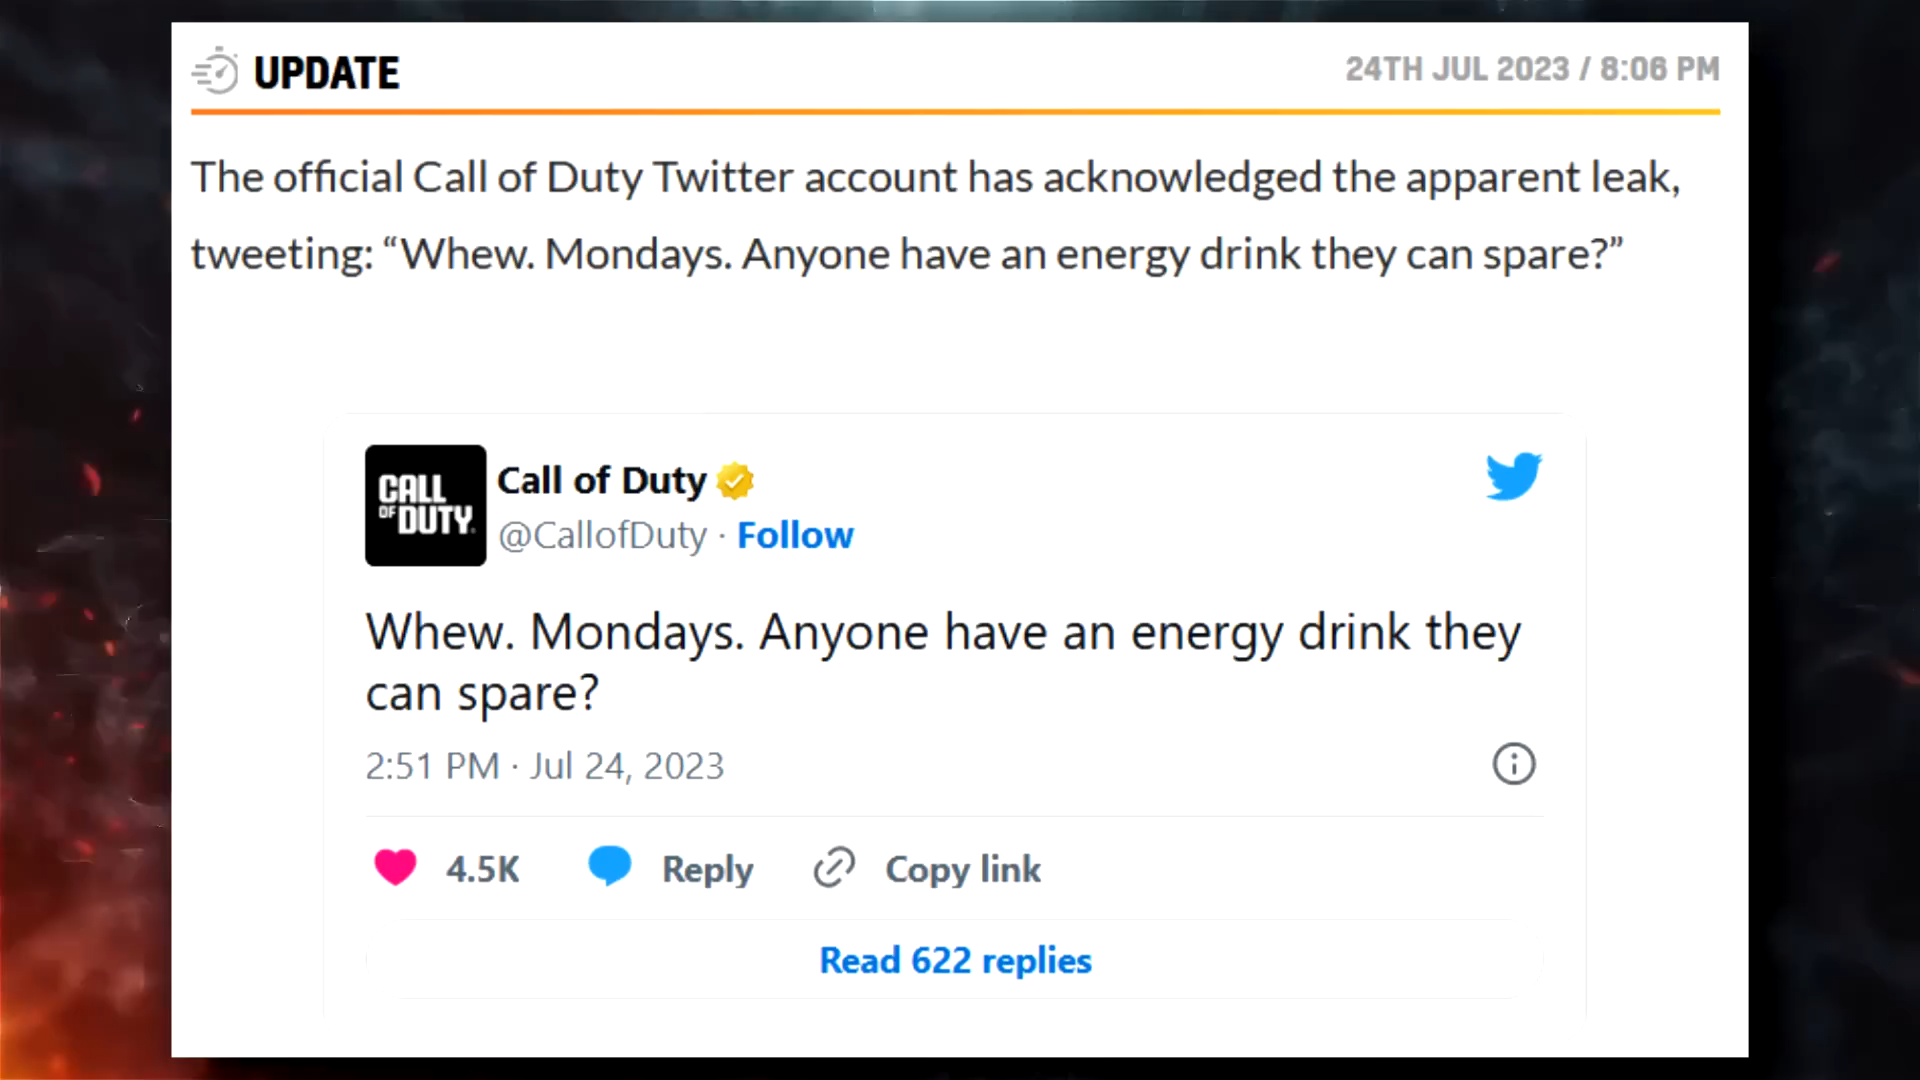 UPDATE
24TH JUL 2023 / 8:06 PM
The official Call of Duty Twitter account has acknowledged the apparent leak,
tweeting: “Whew. Mondays. Anyone have an energy drink they can spare?”
CALL
OF DUTY
Call of Duty
@CallofDuty · Follow
Whew. Mondays. Anyone have an energy drink they
can spare?
2:51 PM · Jul 24, 2023
4.5K Reply Copy link
Read 622 replies